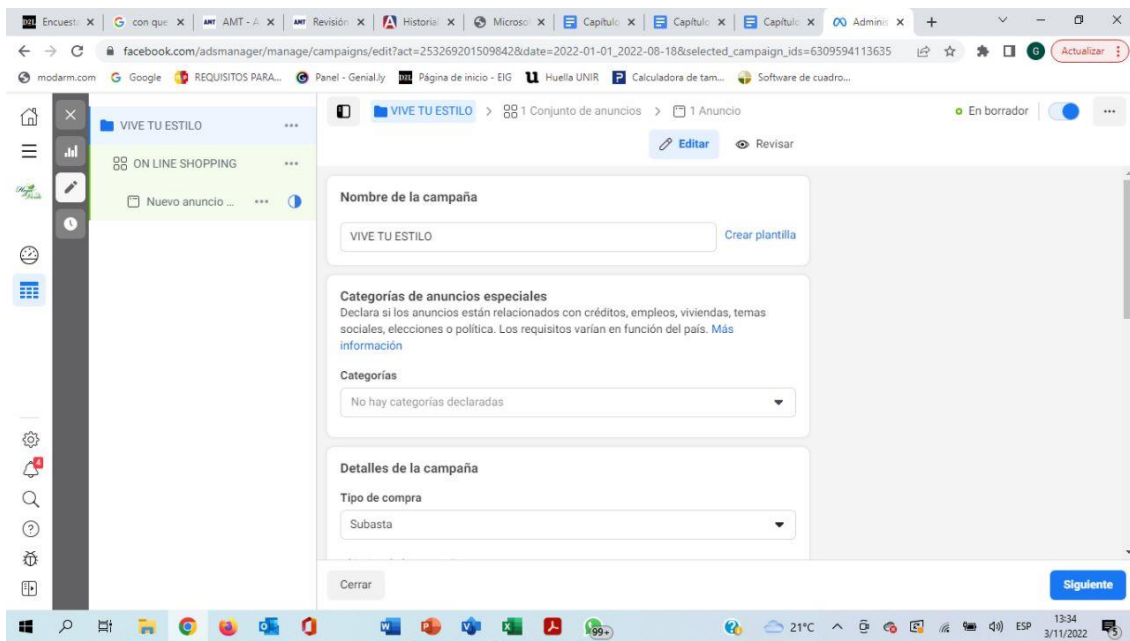 Encuest
con que
AMT - A
Revisión
Historial
Microso
Capítulo
Capítulo
Capítulo
Adminis
facebook.com/adsmanager/manage/campaigns/edit?act=2532692015098428&date=2022-01-01_2022-08-18&selected_campaign_ids=6309594113635
G
Actualizar
modarm.com
Google
REQUISITOS PARA...
Panel - Genial.ly
Página de inicio - EIG
Huella UNIR
Calculadora de tam...
Software de cuadro...
VIVE TU ESTILO
ON LINE SHOPPING
Nuevo anuncio ...
VIVE TU ESTILO > 1 Conjunto de anuncios > 1 Anuncio
En borrador
Editar
Revisar
Nombre de la campaña
VIVE TU ESTILO
Crear plantilla
Categorías de anuncios especiales
Declara si los anuncios están relacionados con créditos, empleos, viviendas, temas
sociales, elecciones o política. Los requisitos varían en función del país. Más
información
Categorías
No hay categorías declaradas
Detalles de la campaña
Tipo de compra
Subasta
Cerrar
Siguiente
4
99+
21°C
ESP
13:34
3/11/2022
5